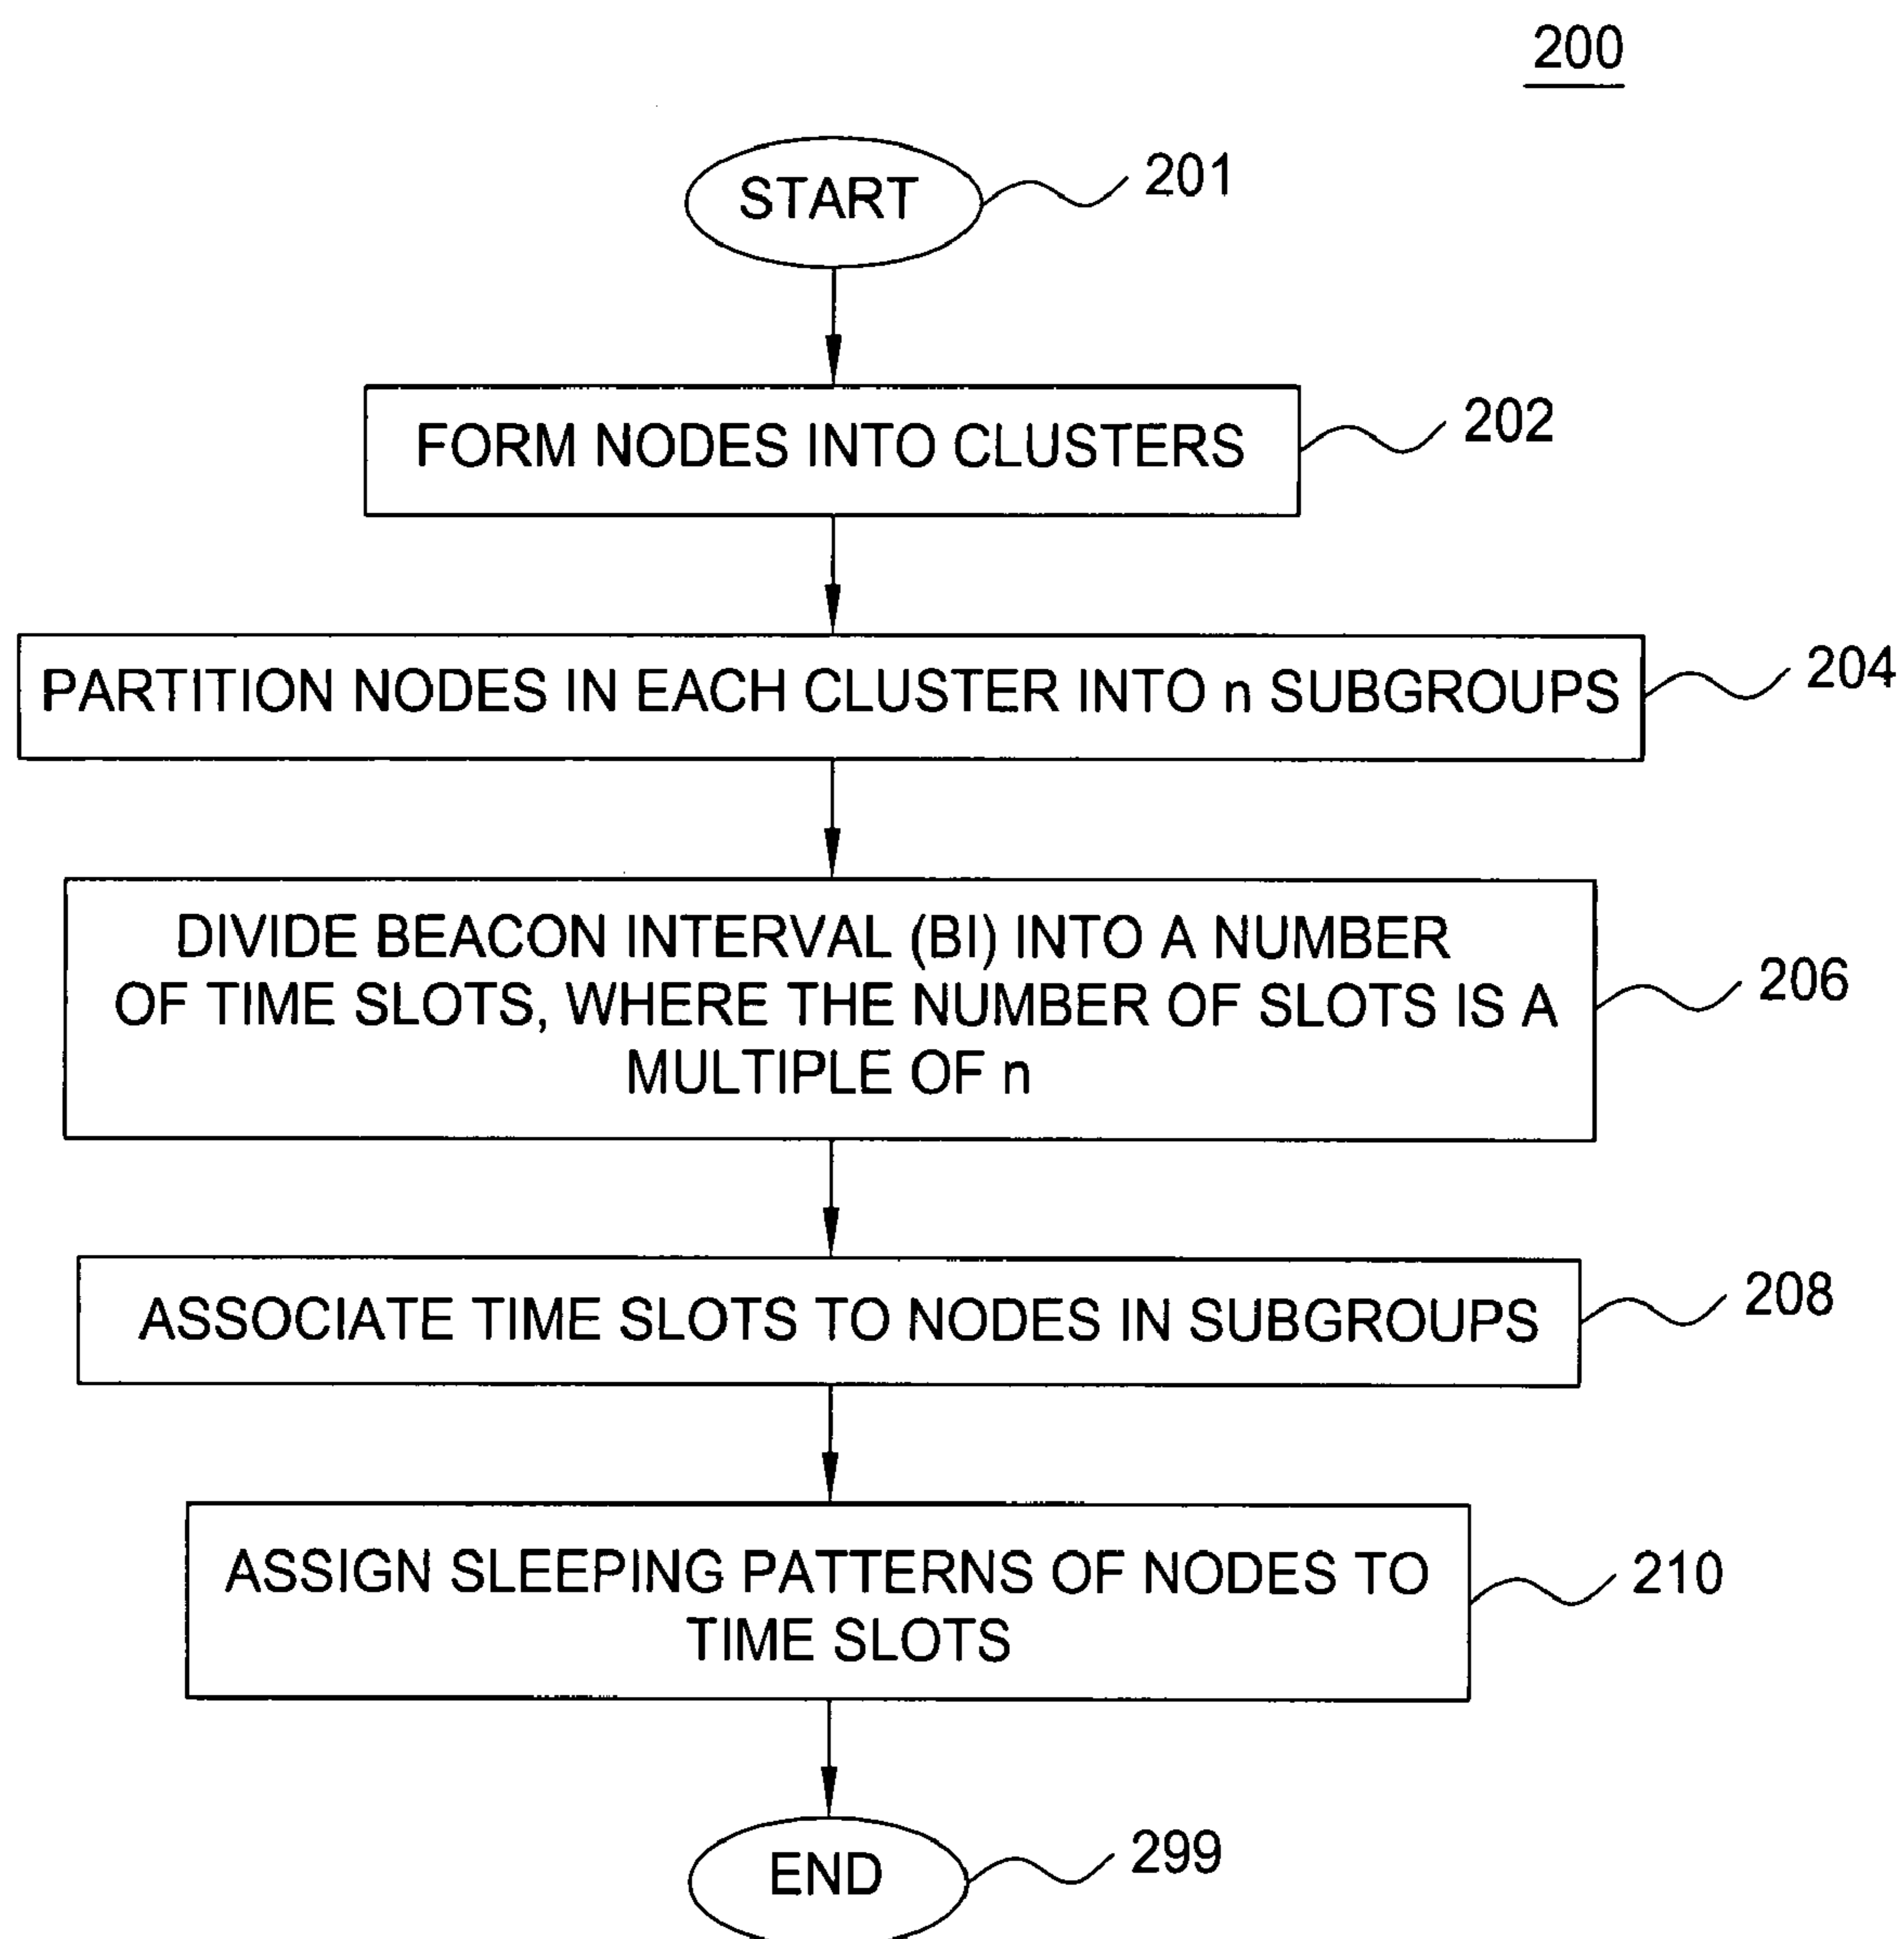 200
START
201
FORM NODES INTO CLUSTERS
202
PARTITION NODES IN EACH CLUSTER INTO n SUBGROUPS
204
DIVIDE BEACON INTERVAL (BI) INTO A NUMBER
OF TIME SLOTS, WHERE THE NUMBER OF SLOTS IS A
MULTIPLE OF n
206
ASSOCIATE TIME SLOTS TO NODES IN SUBGROUPS
208
ASSIGN SLEEPING PATTERNS OF NODES TO
TIME SLOTS
210
END
299